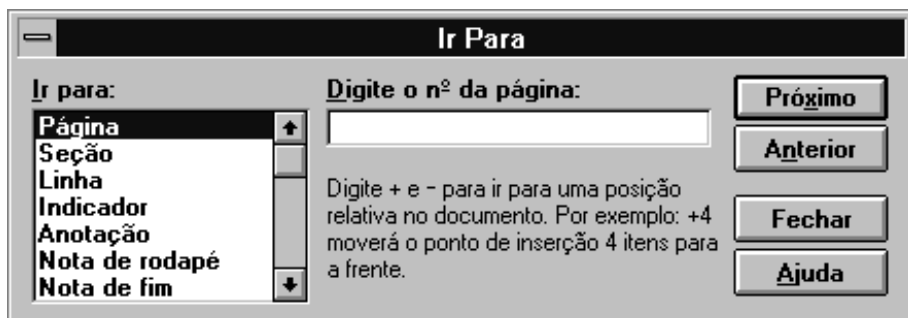 Ir Para
Ir para:
Página
Seção
Linha
Indicador
Anotação
Nota de rodapé
Nota de fim
Digite o nº da página:
Digite + e - para ir para uma posição
relativa no documento. Por exemplo: +4
moverá o ponto de inserção 4 itens para
a frente.
Próximo
Anterior
Fechar
Ajuda